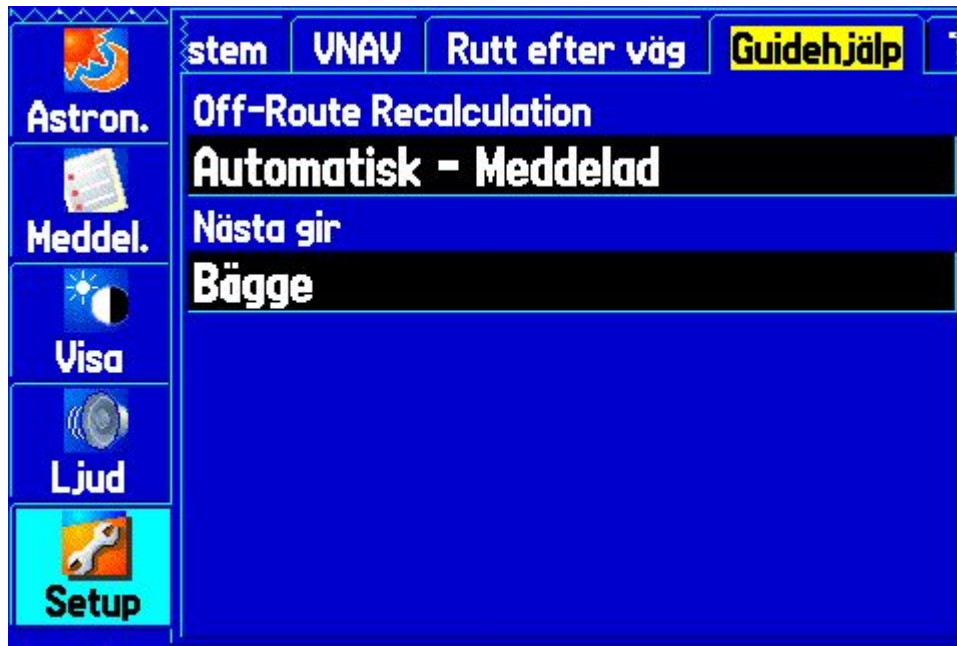 Astron.
Meddel.
Visa
Ljud
Setup
stem
VNAV
Rutt efter väg
Guidehjälp
Off-Route Recalculation
Automatisk - Meddelad
Nästa gir
Bägge